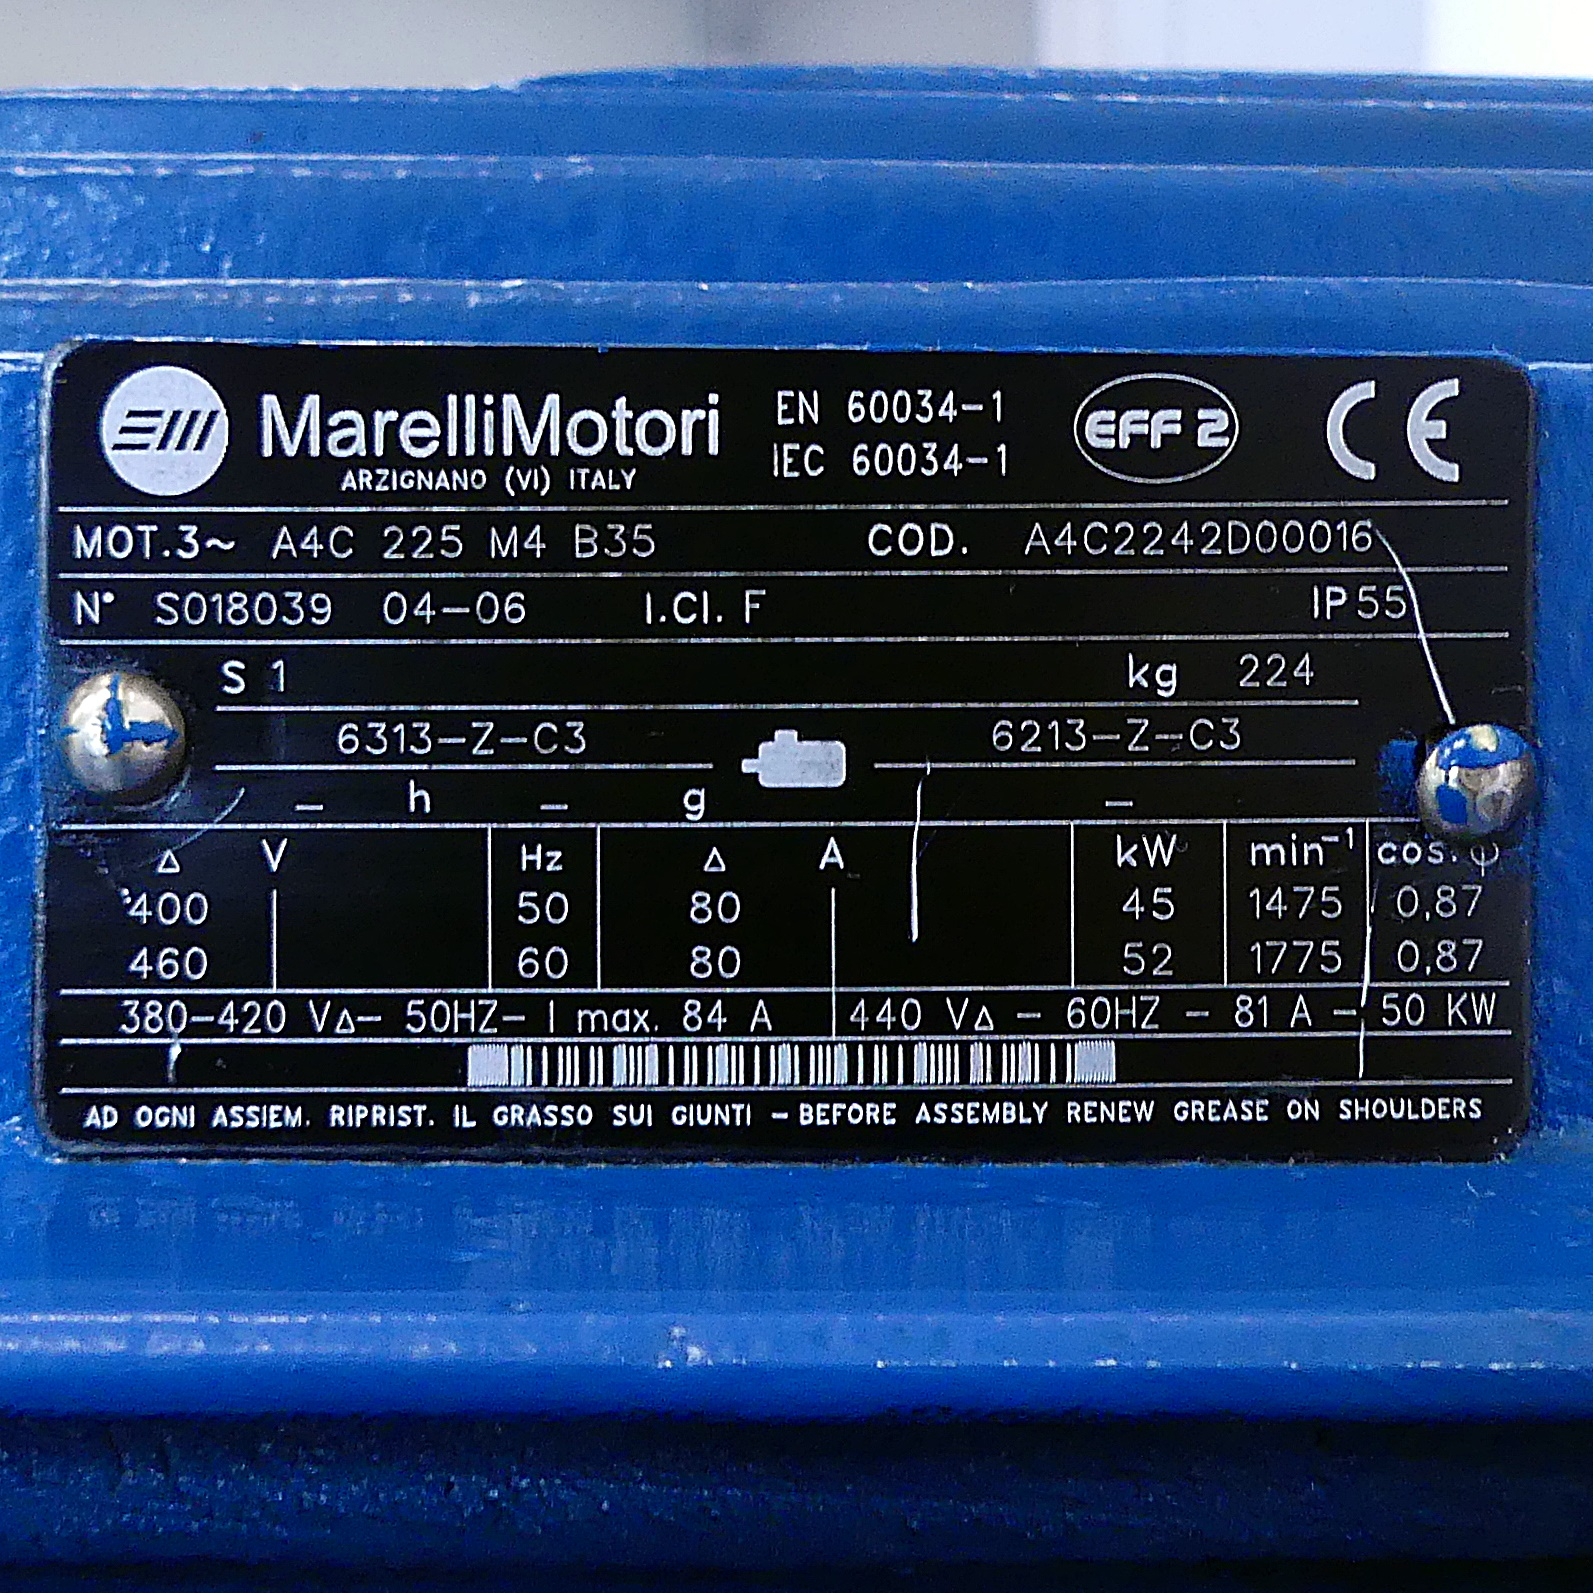 MarelliMotori
ARZIGNANO (VI) ITALY
EN 60034-1
IEC 60034-1
EFF 2
CE
MOT.3~ A4C 225 M4 B35 COD. A4C2242D00016
N° S018039 04-06 I.Cl. F IP55
S 1 kg 224
6313-Z-C3 6213-Z-C3
– h – g –
Δ V Hz Δ A kW min⁻¹ cos.φ
400 50 80 45 1475 0,87
460 60 80 52 1775 0,87
380-420 VΔ- 50HZ- I max. 84 A 440 VΔ - 60HZ - 81 A - 50 KW
AD OGNI ASSIEM. RIPRIST. IL GRASSO SUI GIUNTI - BEFORE ASSEMBLY RENEW GREASE ON SHOULDERS